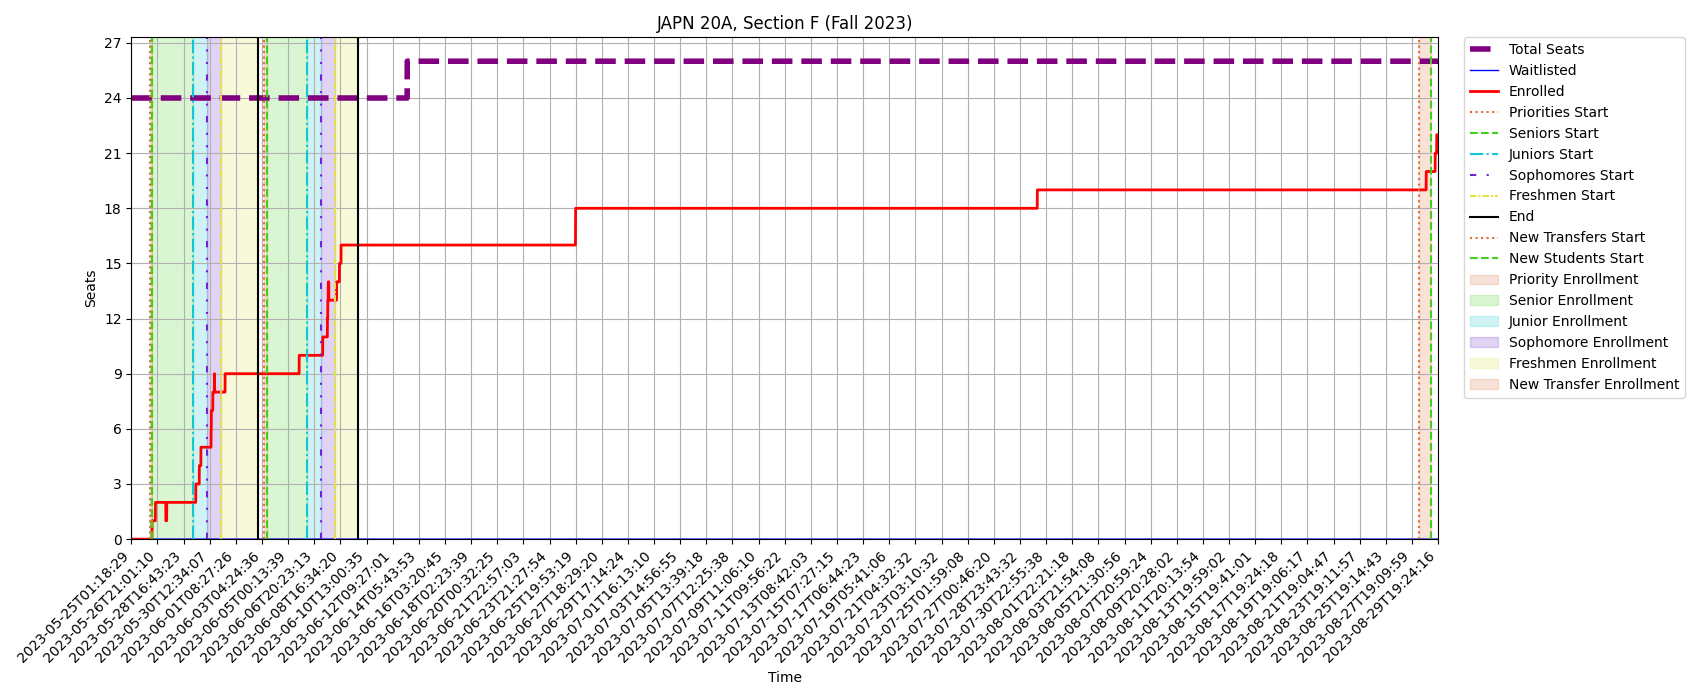 JAPN 20A, Section F (Fall 2023)
27
24
21
18
15
12
9
6
3
0
Seats
2023-05-25T01:18:29
2023-05-26T21:01:10
2023-05-28T16:43:23
2023-05-30T12:34:07
2023-06-01T08:27:26
2023-06-03T04:24:36
2023-06-05T00:13:39
2023-06-06T20:23:13
2023-06-08T16:34:20
2023-06-10T13:00:35
2023-06-12T09:27:01
2023-06-14T05:43:53
2023-06-16T03:20:45
2023-06-18T02:23:39
2023-06-20T00:32:25
2023-06-21T22:57:03
2023-06-23T21:27:54
2023-06-25T19:53:19
2023-06-27T18:29:20
2023-06-29T17:14:24
2023-07-01T16:13:10
2023-07-03T14:56:55
2023-07-05T13:39:18
2023-07-07T12:25:38
2023-07-09T11:06:10
2023-07-11T09:56:22
2023-07-13T08:42:03
2023-07-15T07:27:15
2023-07-17T06:44:23
2023-07-19T05:41:06
2023-07-21T04:32:32
2023-07-23T03:10:32
2023-07-25T01:59:08
2023-07-27T00:46:20
2023-07-28T23:43:32
2023-07-30T22:55:38
2023-08-01T22:21:18
2023-08-03T21:54:08
2023-08-05T21:30:56
2023-08-07T20:59:24
2023-08-09T20:28:02
2023-08-11T20:13:54
2023-08-13T19:59:02
2023-08-15T19:41:01
2023-08-17T19:24:18
2023-08-19T19:06:17
2023-08-21T19:04:47
2023-08-23T19:11:57
2023-08-25T19:14:43
2023-08-27T19:09:59
2023-08-29T19:24:16
Time
Total Seats
Waitlisted
Enrolled
Priorities Start
Seniors Start
Juniors Start
Sophomores Start
Freshmen Start
End
New Transfers Start
New Students Start
Priority Enrollment
Senior Enrollment
Junior Enrollment
Sophomore Enrollment
Freshmen Enrollment
New Transfer Enrollment